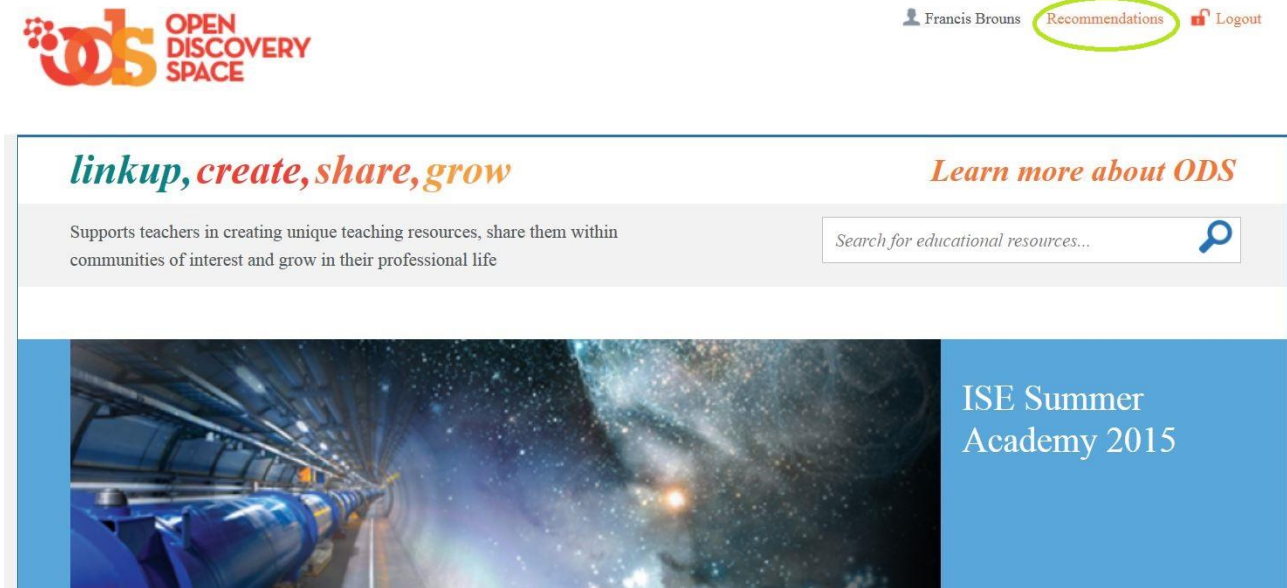 ods OPEN
DISCOVERY
SPACE
Francis Brouns Recommendations Logout
linkup, create, share, grow
Learn more about ODS
Supports teachers in creating unique teaching resources, share them within
communities of interest and grow in their professional life
Search for educational resources...
ISE Summer
Academy 2015